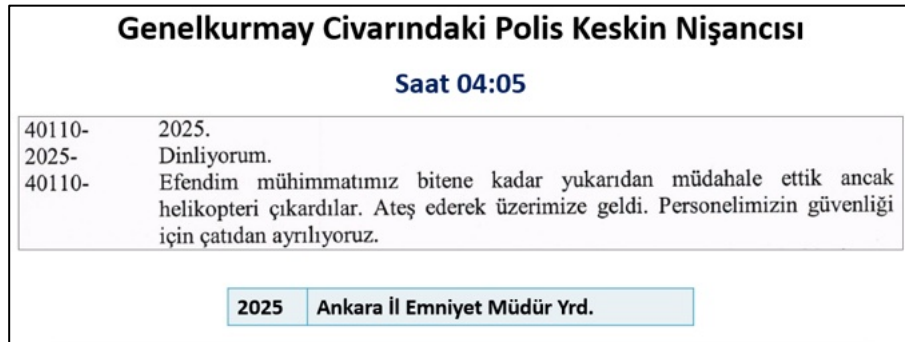 Genelkurmay Civarındaki Polis Keskin Nişancısı
Saat 04:05
40110- 2025.
2025- Dinliyorum.
40110- Efendim mühimmatımız bitene kadar yukarıdan müdahale ettik ancak
helikopteri çıkardılar. Ateş ederek üzerimize geldi. Personelimizin güvenliği
için çatıdan ayrılıyoruz.
2025 Ankara İl Emniyet Müdür Yrd.